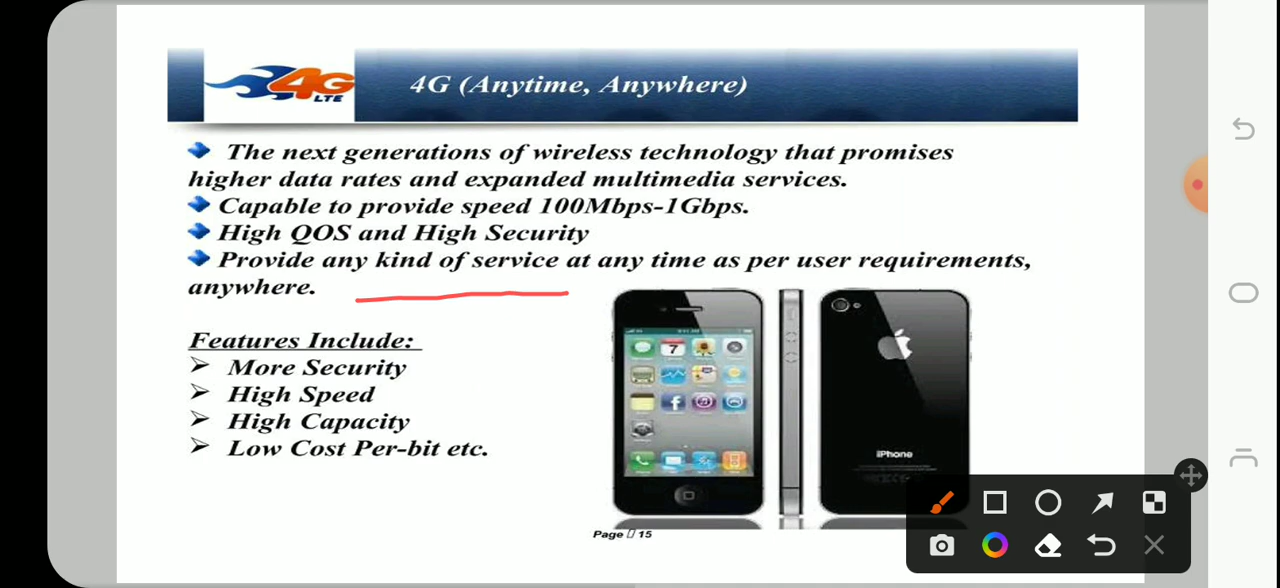 4G
LTE
4G (Anytime, Anywhere)
The next generations of wireless technology that promises
higher data rates and expanded multimedia services.
Capable to provide speed 100Mbps-1Gbps.
High QOS and High Security
Provide any kind of service at any time as per user requirements,
anywhere.
Features Include:
More Security
High Speed
High Capacity
Low Cost Per-bit etc.
7
iPhone
Page 15